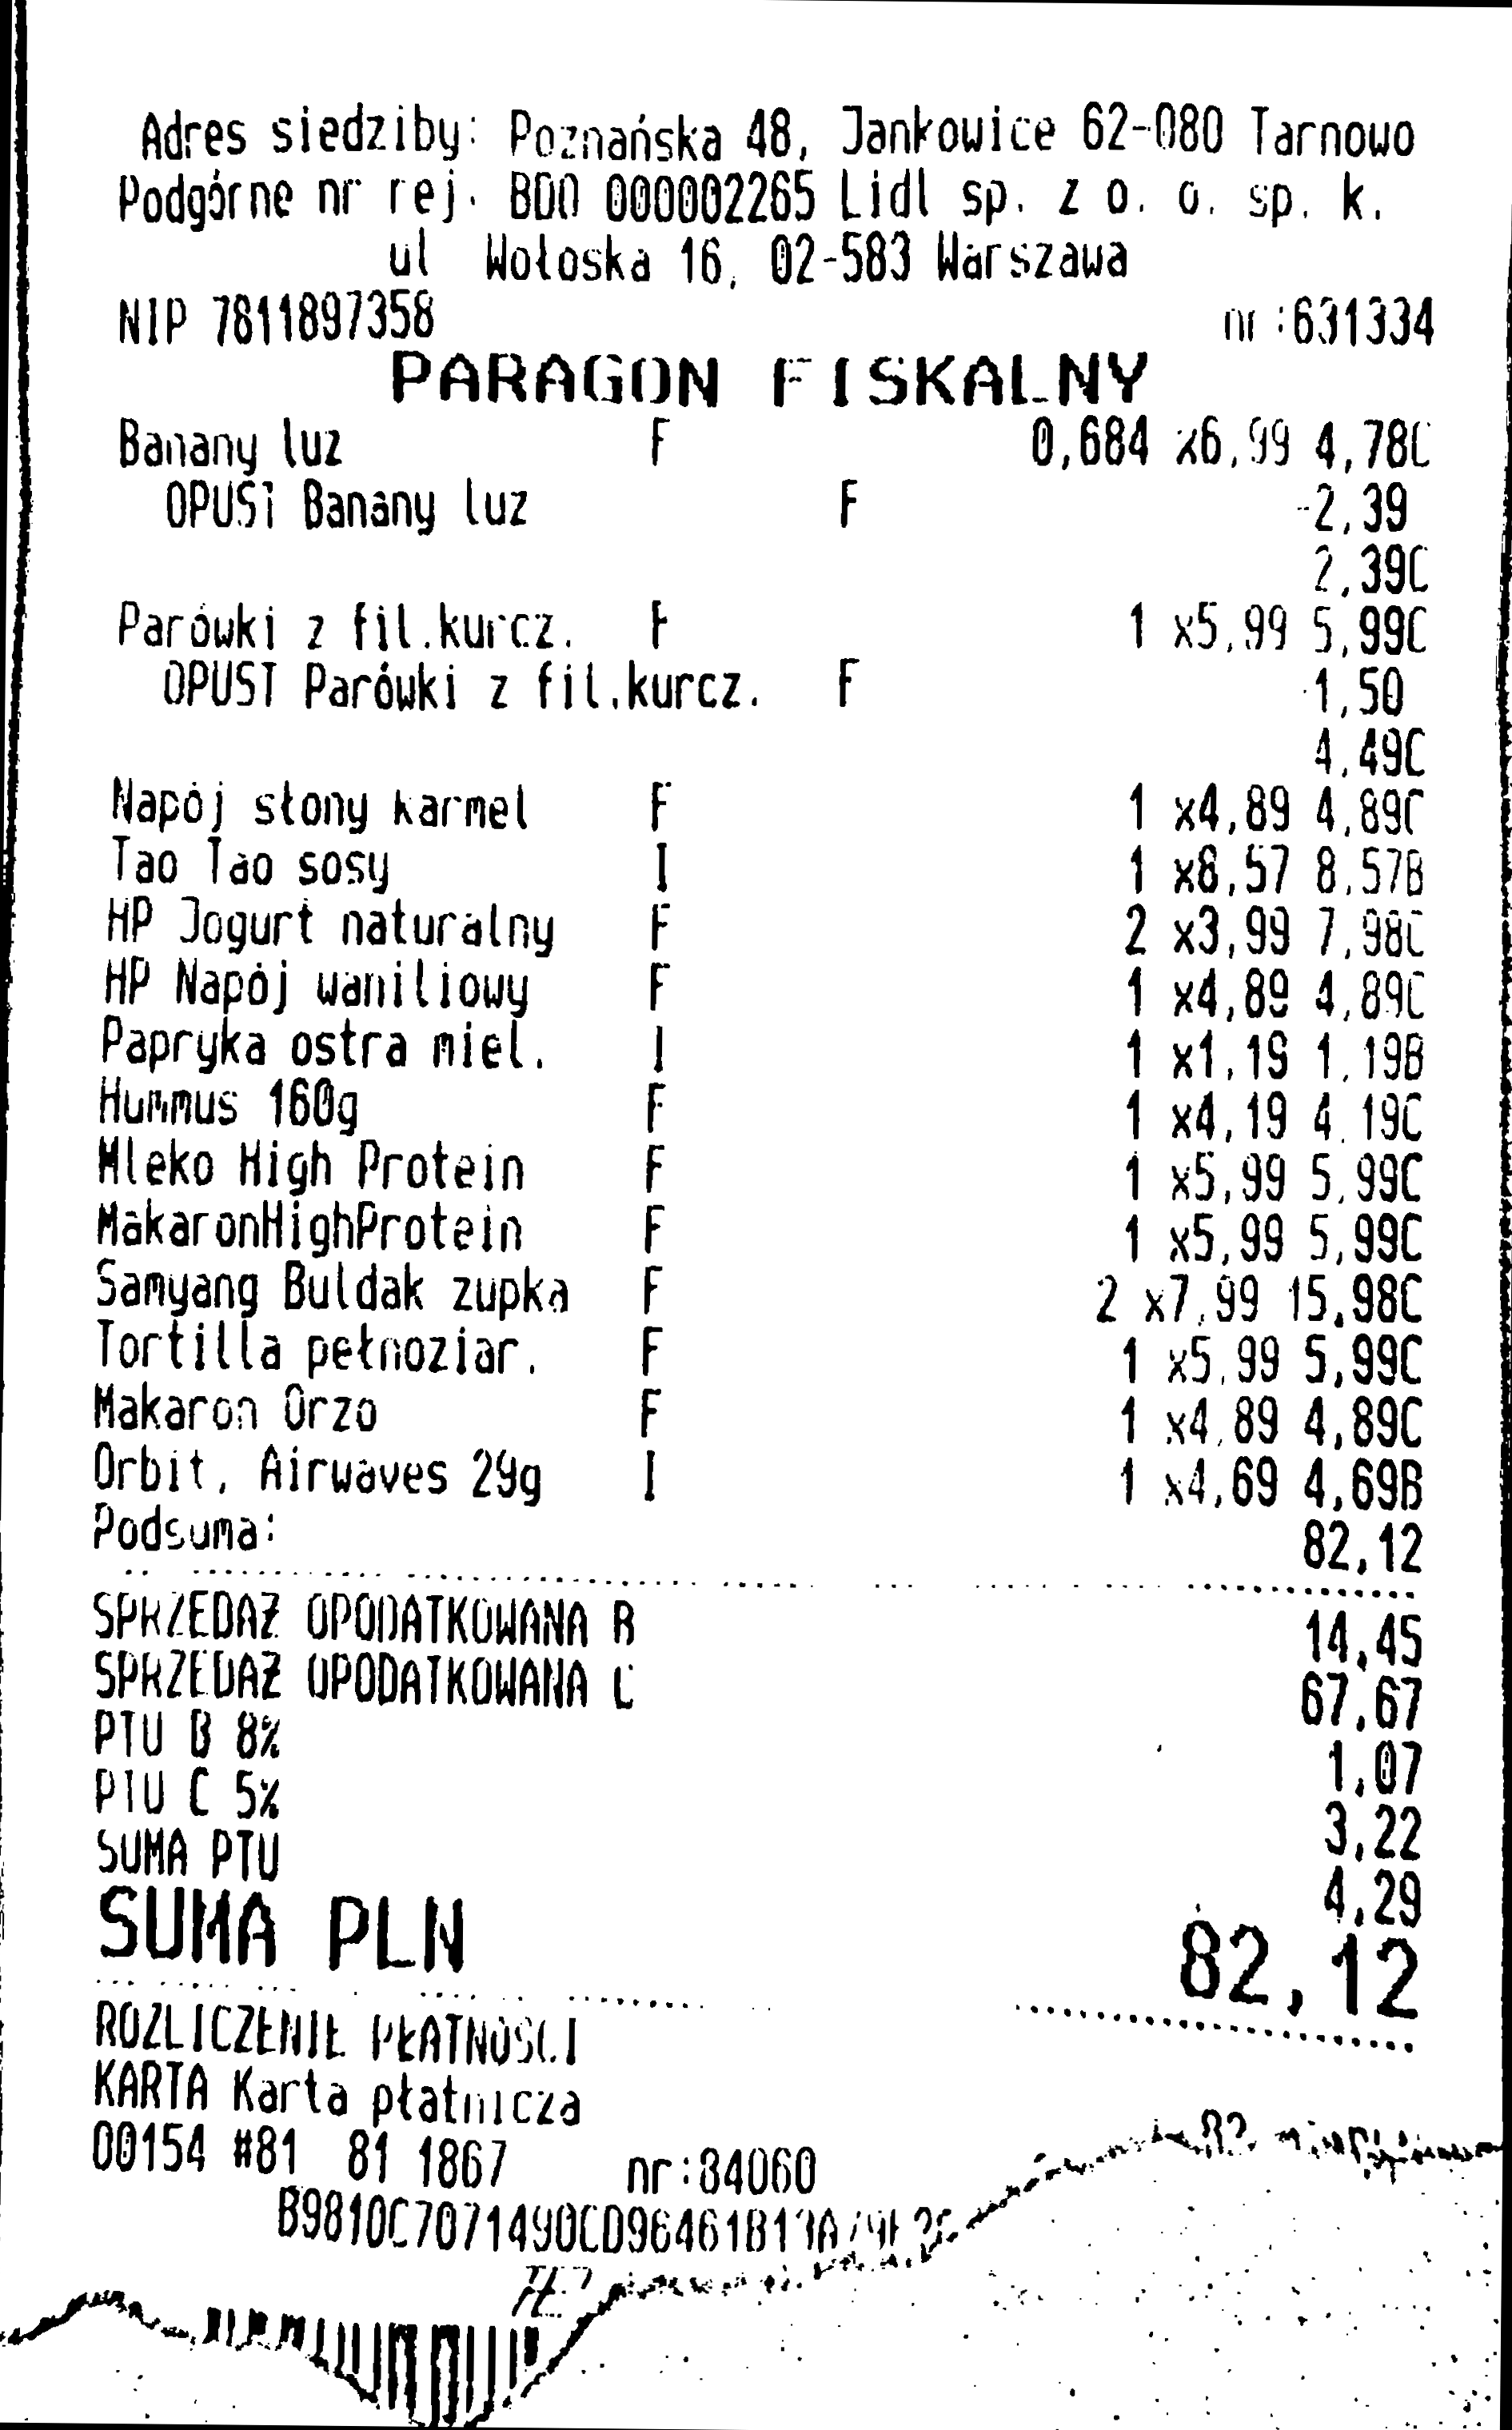 Adres siedziby: Poznańska 48, Jankowice 62-080 Tarnowo
Podgórne nr rej. BDO 000002265 Lidl sp. z o. o. sp. k.
ul Wołoska 16, 02-583 Warszawa
NIP 7811897358 nr:631334
PARAGON FISKALNY
Banany luz F 0,684 x6,99 4,78C
OPUST Banany luz F -2,39
2,39C
Parówki z fil.kurcz. F 1 x5,99 5,99C
OPUST Parówki z fil.kurcz. F -1,50
4,49C
Napój słony karmel F 1 x4,89 4,89C
Tao Tao sosy I 1 x8,57 8,57B
HP Jogurt naturalny F 2 x3,99 7,98C
HP Napój waniliowy F 1 x4,89 4,89C
Papryka ostra miel. I 1 x1,19 1,19B
Hummus 160g F 1 x4,19 4,19C
Mleko High Protein F 1 x5,99 5,99C
MakaronHighProtein F 1 x5,99 5,99C
Samyang Buldak zupka F 2 x7,99 15,98C
Tortilla pełnoziar. F 1 x5,99 5,99C
Makaron Orzo F 1 x4,89 4,89C
Orbit, Airwaves 29g I 1 x4,69 4,69B
Podsuma: 82,12
SPRZEDAŻ OPODATKOWANA B 14,45
SPRZEDAŻ OPODATKOWANA C 67,67
PTU B 8% 1,07
PTU C 5% 3,22
SUMA PTU 4,29
SUMA PLN 82,12
ROZLICZENIE PŁATNOŚCI
KARTA Karta płatnicza
00154 #81 81 1867 nr:84060